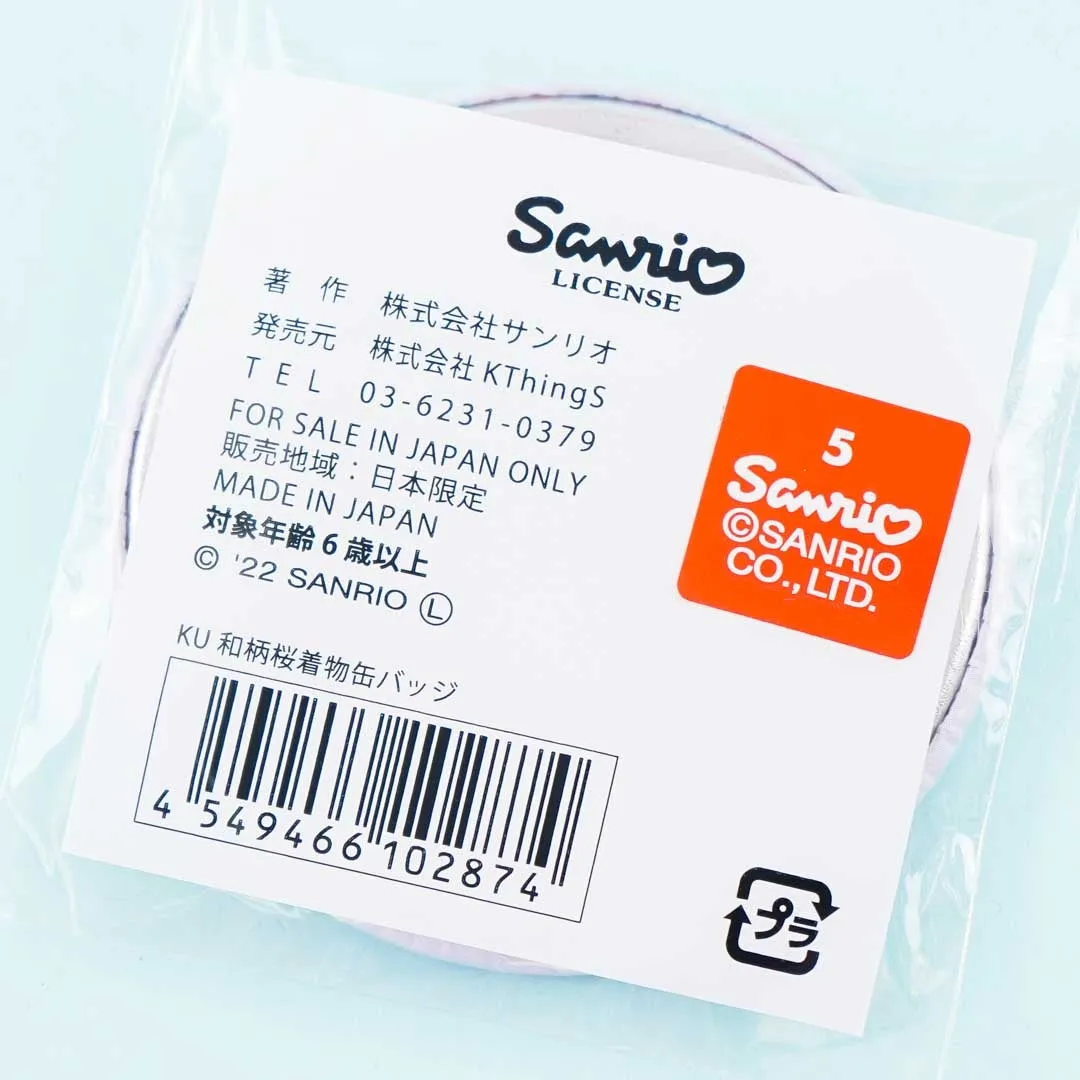 Sanrio
LICENSE
著 作 株式会社サンリオ
発売元 株式会社 KThingS
TEL 03-6231-0379
FOR SALE IN JAPAN ONLY
販売地域：日本限定
MADE IN JAPAN
対象年齢 6 歳以上
© '22 SANRIO Ⓛ
KU 和柄桜着物缶バッジ
4 549466 102874
5
Sanrio
©SANRIO
CO., LTD.
プラ